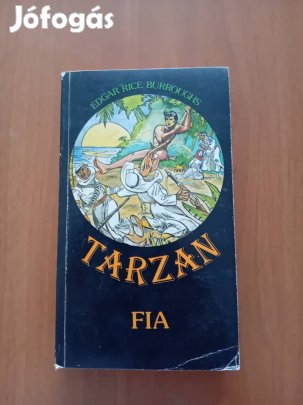 Jófogás
EDGAR RICE BURROUGHS
TARZAN
FIA